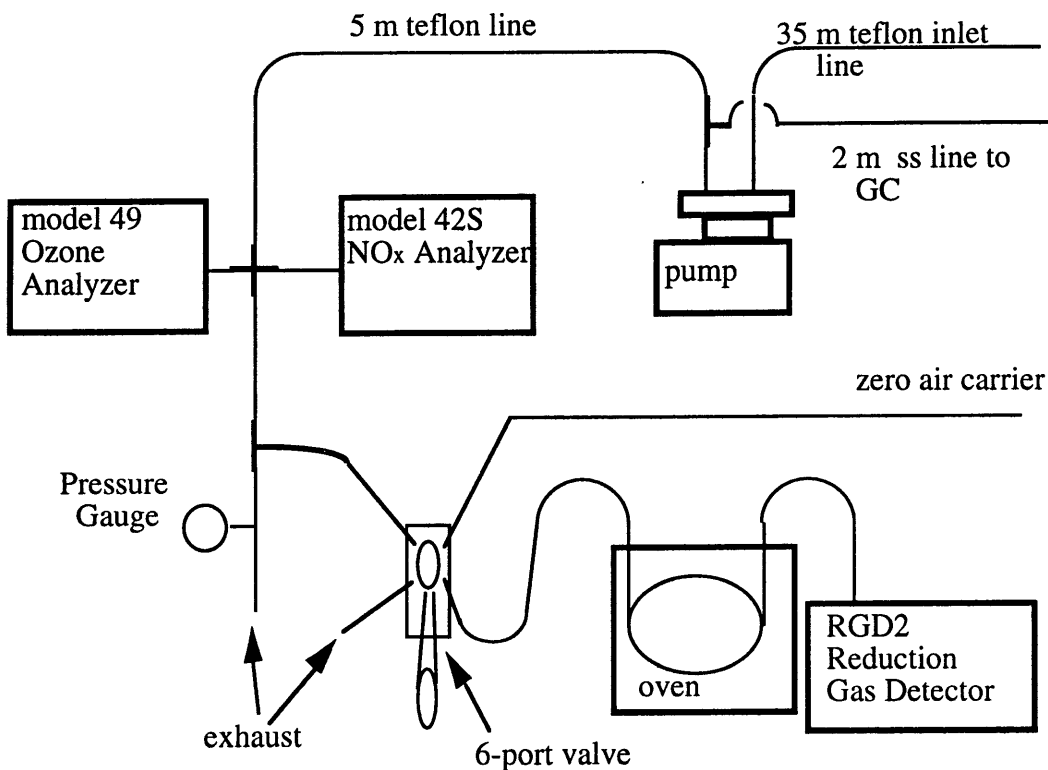 5 m teflon line
35 m teflon inlet
line
2 m ss line to
GC
model 49
Ozone
Analyzer
model 42S
NOx Analyzer
pump
zero air carrier
Pressure
Gauge
RGD2
Reduction
Gas Detector
oven
exhaust
6-port valve